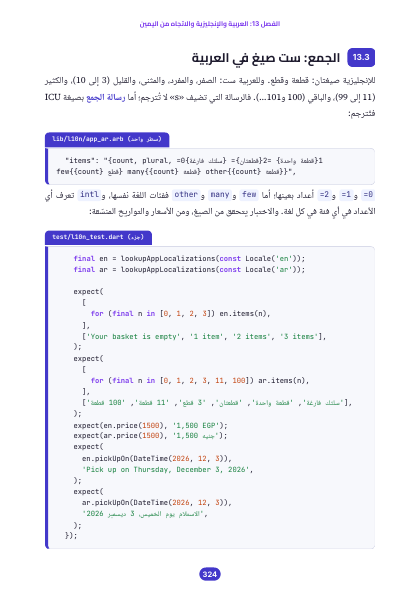 الفصل 13: العربية والإنجليزية والاتجاه من اليمين
13.3 الجمع: ست صيغ في العربية
للإنجليزية صيغتان: قطعة وقطع. وللعربية ست: الصفر، والمفرد، والمثنى، والقليل (3 إلى 10)، والكثير
(11 إلى 99)، والباقي (100 و101...). فالرسالة التي تضيف «s» لا تُترجم؛ أما رسالة الجمع بصيغة ICU
فتُترجم:
lib/l10n/app_ar.arb (سطر واحد)
"items": "{count, plural, =0{سلتك فارغة} =1{قطعة واحدة} =2{قطعتان}
few{{count} قطع} many{{count} قطعة} other{{count} قطعة}}",
=0 و =1 و =2 أعداد بعينها؛ أما few و many و other ففئات اللغة نفسها، و intl تعرف أي
الأعداد في أي فئة في كل لغة. والاختبار يتحقق من الصيغ، ومن الأسعار والتواريخ المنسّقة:
test/l10n_test.dart (جزء)
final en = lookupAppLocalizations(const Locale('en'));
final ar = lookupAppLocalizations(const Locale('ar'));
expect(
[
for (final n in [0, 1, 2, 3]) en.items(n),
],
['Your basket is empty', '1 item', '2 items', '3 items'],
);
expect(
[
for (final n in [0, 1, 2, 3, 11, 100]) ar.items(n),
],
['سلتك فارغة', 'قطعة واحدة', 'قطعتان', '3 قطع', '11 قطعة', '100 قطعة'],
);
expect(en.price(1500), '1,500 EGP');
expect(ar.price(1500), '1,500 جنيه');
expect(
en.pickUpOn(DateTime(2026, 12, 3)),
'Pick up on Thursday, December 3, 2026',
);
expect(
ar.pickUpOn(DateTime(2026, 12, 3)),
'الاستلام يوم الخميس، 3 ديسمبر 2026',
);
});
324